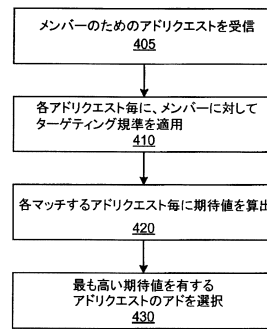 メンバーのためのアドリクエストを受信
405
各アドリクエスト毎に、メンバーに対して
ターゲティング規準を適用
410
各マッチするアドリクエスト毎に期待値を算出
420
最も高い期待値を有する
アドリクエストのアドを選択
430